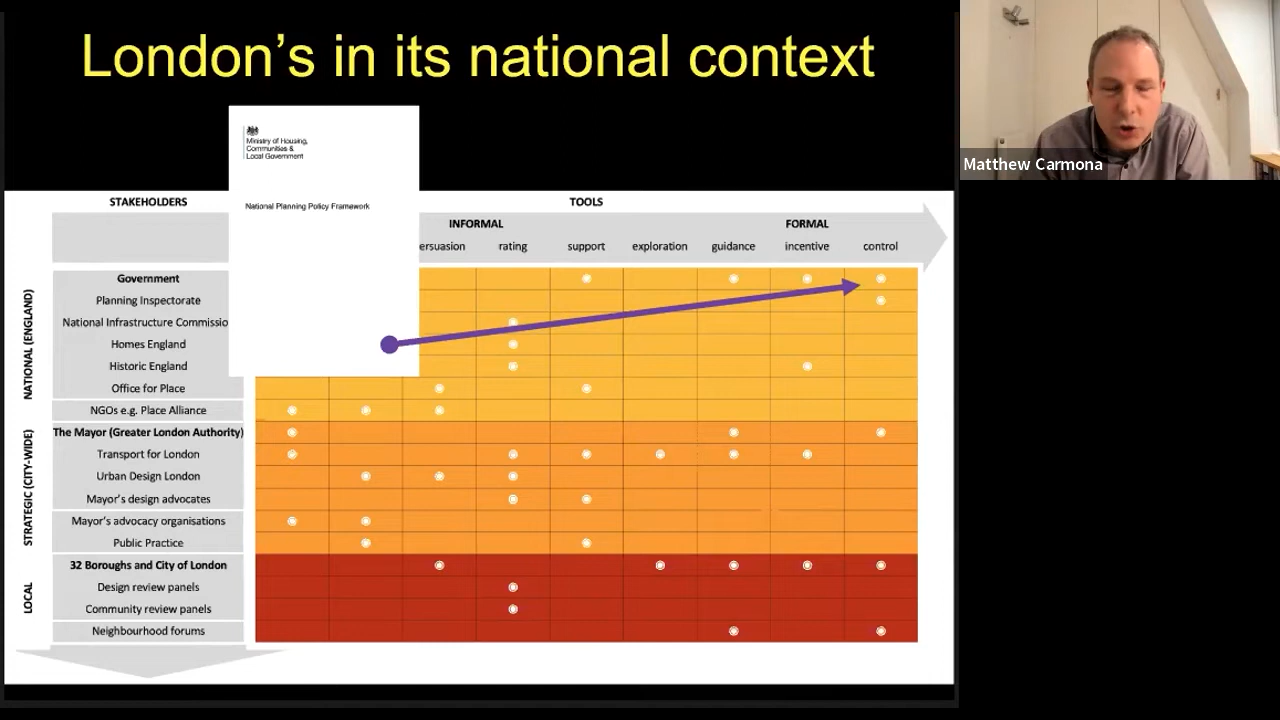 London's in its national context
Matthew Carmona
Ministry of Housing,
Communities &
Local Government
National Planning Policy Framework
STAKEHOLDERS
TOOLS
INFORMAL
FORMAL
ersuasion
rating
support
exploration
guidance
incentive
control
NATIONAL (ENGLAND)
Government
Planning Inspectorate
National Infrastructure Commissio
Homes England
Historic England
Office for Place
NGOs e.g. Place Alliance
STRATEGIC (CITY-WIDE)
The Mayor (Greater London Authority)
Transport for London
Urban Design London
Mayor's design advocates
Mayor's advocacy organisations
Public Practice
LOCAL
32 Boroughs and City of London
Design review panels
Community review panels
Neighbourhood forums